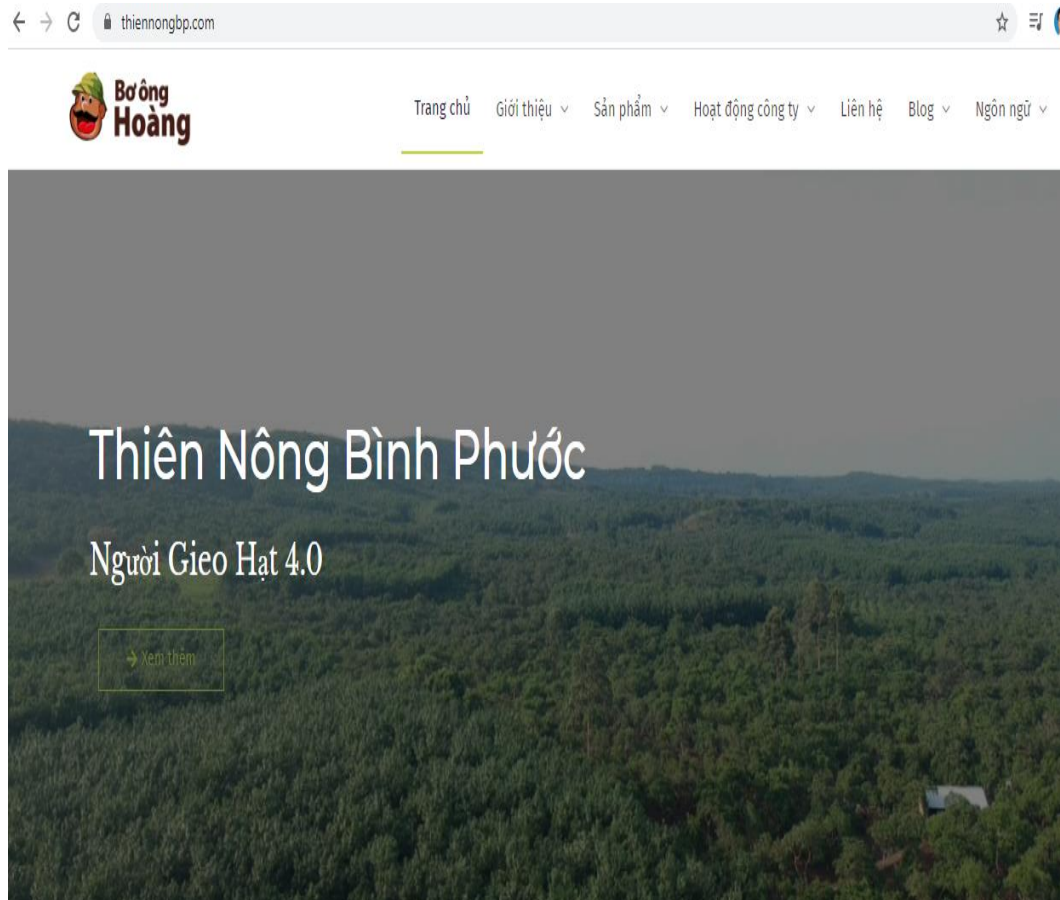 thiennongbp.com
Bơ ông
Hoàng
Trang chủ Giới thiệu Sản phẩm Hoạt động công ty Liên hệ Blog Ngôn ngữ
Thiên Nông Bình Phước
Người Gieo Hạt 4.0
Xem thêm